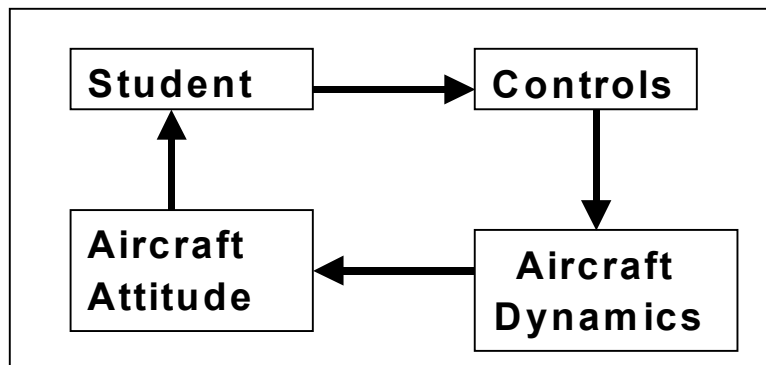 Student
Controls
Aircraft
Attitude
Aircraft
Dynamics